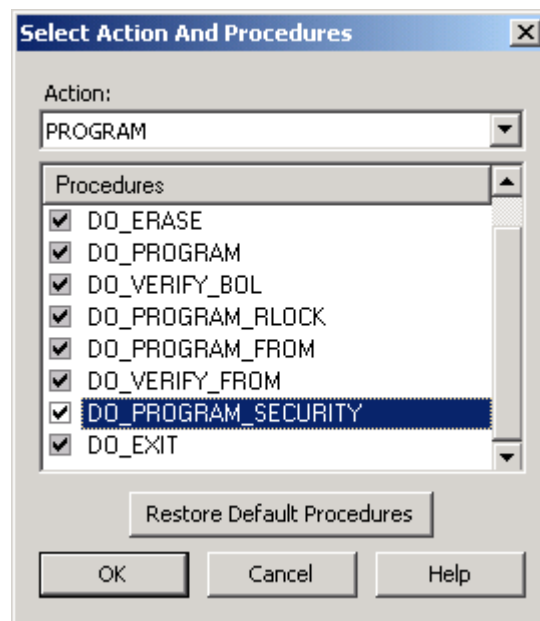 Select Action And Procedures
Action:
PROGRAM
Procedures
DO_ERASE
DO_PROGRAM
DO_VERIFY_BOL
DO_PROGRAM_RLOCK
DO_PROGRAM_FROM
DO_VERIFY_FROM
DO_PROGRAM_SECURITY
DO_EXIT
Restore Default Procedures
OK Cancel Help